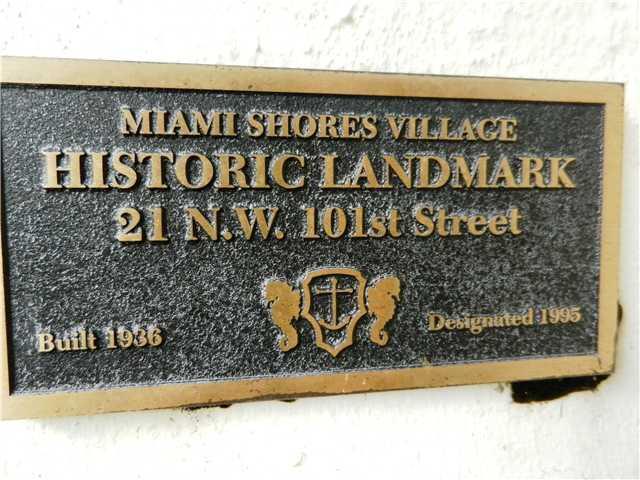 MIAMI SHORES VILLAGE
HISTORIC LANDMARK
21 N.W. 101st Street
Built 1936
Designated 1995